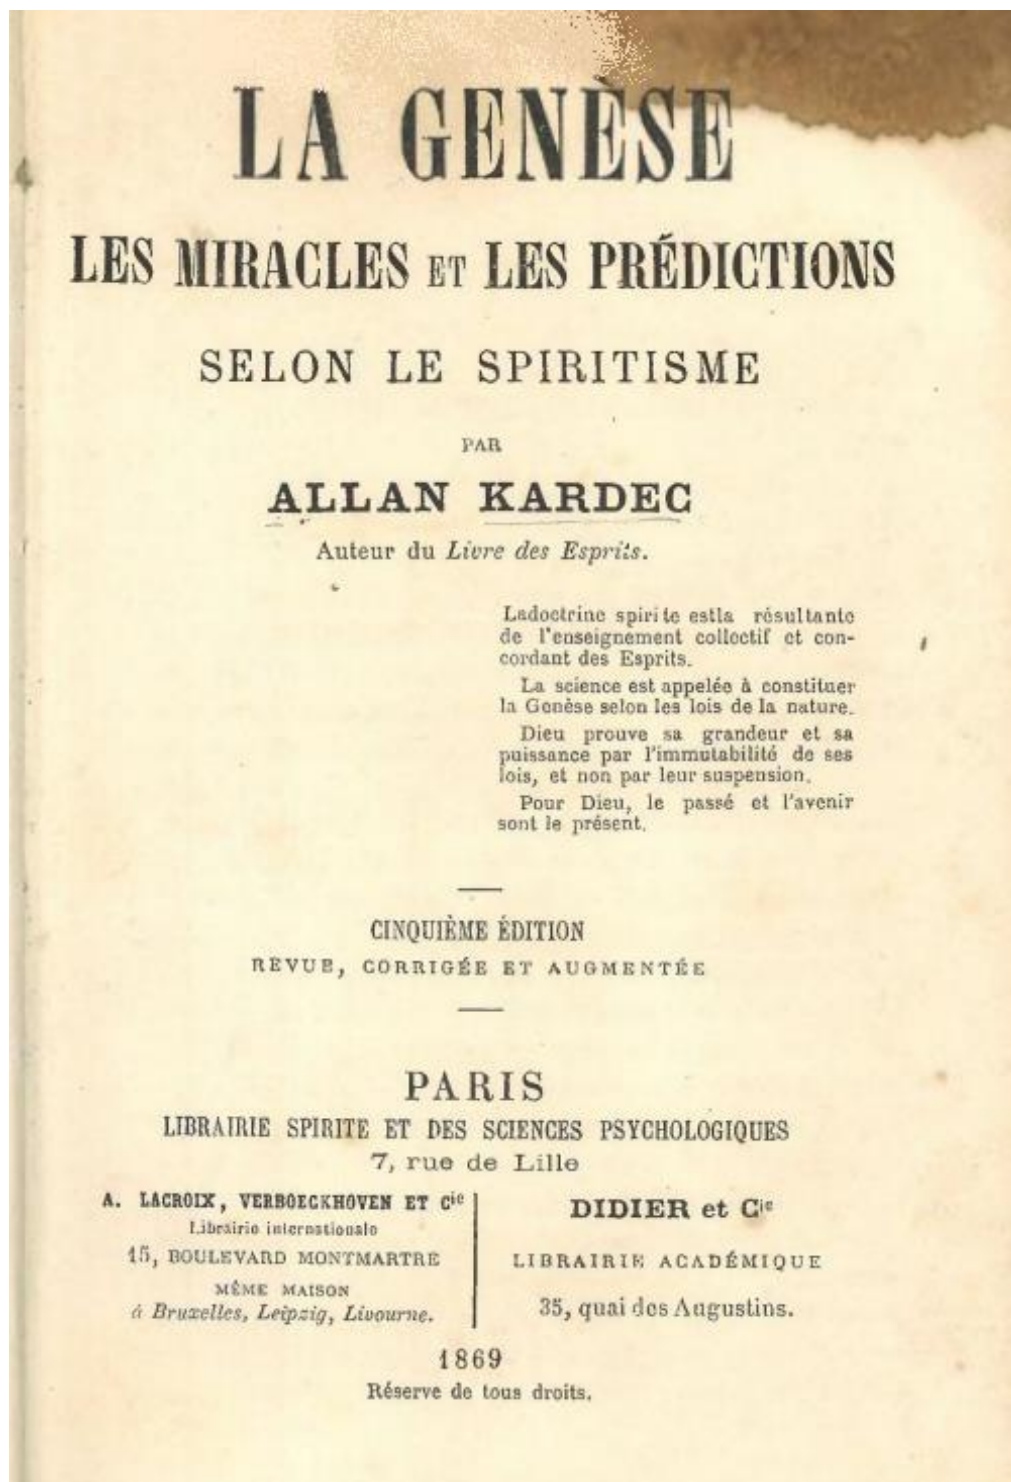 LA GENÈSE
LES MIRACLES ET LES PRÉDICTIONS
SELON LE SPIRITISME
PAR
ALLAN KARDEC
Auteur du Livre des Esprits.
Ladoctrine spirite estla résultante
de l'enseignement collectif et con-
cordant des Esprits.
La science est appelée à constituer
la Genèse selon les lois de la nature.
Dieu prouve sa grandeur et sa
puissance par l'immutabilité de ses
lois, et non par leur suspension.
Pour Dieu, le passé et l'avenir
sont le présent.
CINQUIÈME ÉDITION
REVUE, CORRIGÉE ET AUGMENTÉE
PARIS
LIBRAIRIE SPIRITE ET DES SCIENCES PSYCHOLOGIQUES
7, rue de Lille
A. LACROIX, VERBOECKHOVEN ET Cie
Librairie internationale
15, BOULEVARD MONTMARTRE
MÊME MAISON
à Bruxelles, Leipzig, Livourne.
DIDIER et Cie
LIBRAIRIE ACADÉMIQUE
35, quai des Augustins.
1869
Réserve de tous droits.